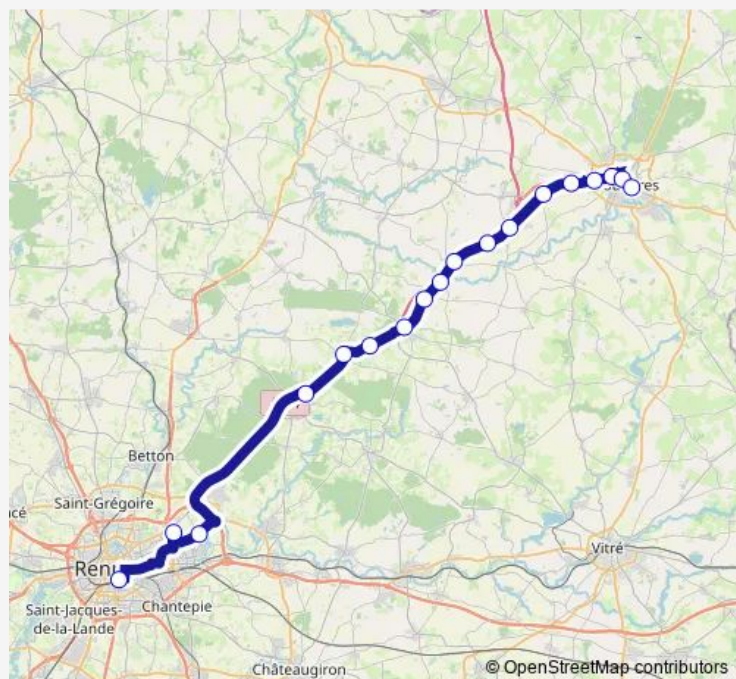 Betton
Saint-Grégoire
Vitré
Chantepie
Saint-Jacques-
de-la-Lande
Châteaugiron
© OpenStreetMap contributors